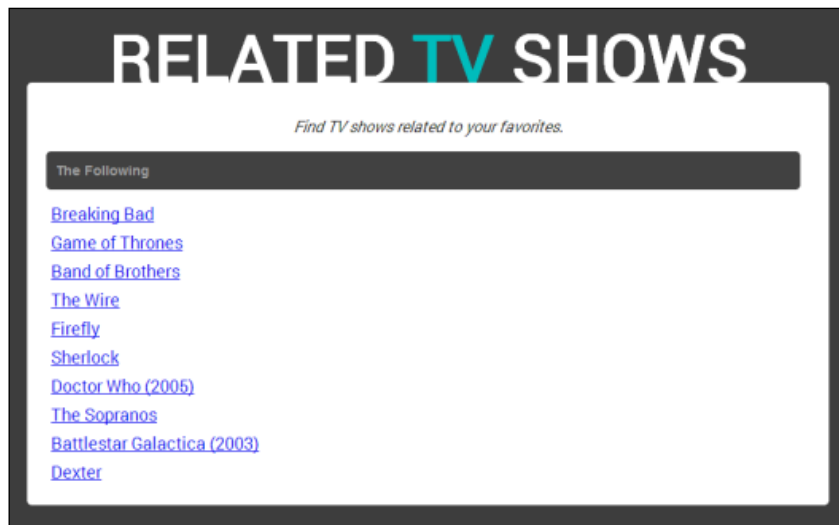 RELATED TV SHOWS
Find TV shows related to your favorites.
The Following
Breaking Bad
Game of Thrones
Band of Brothers
The Wire
Firefly
Sherlock
Doctor Who (2005)
The Sopranos
Battlestar Galactica (2003)
Dexter